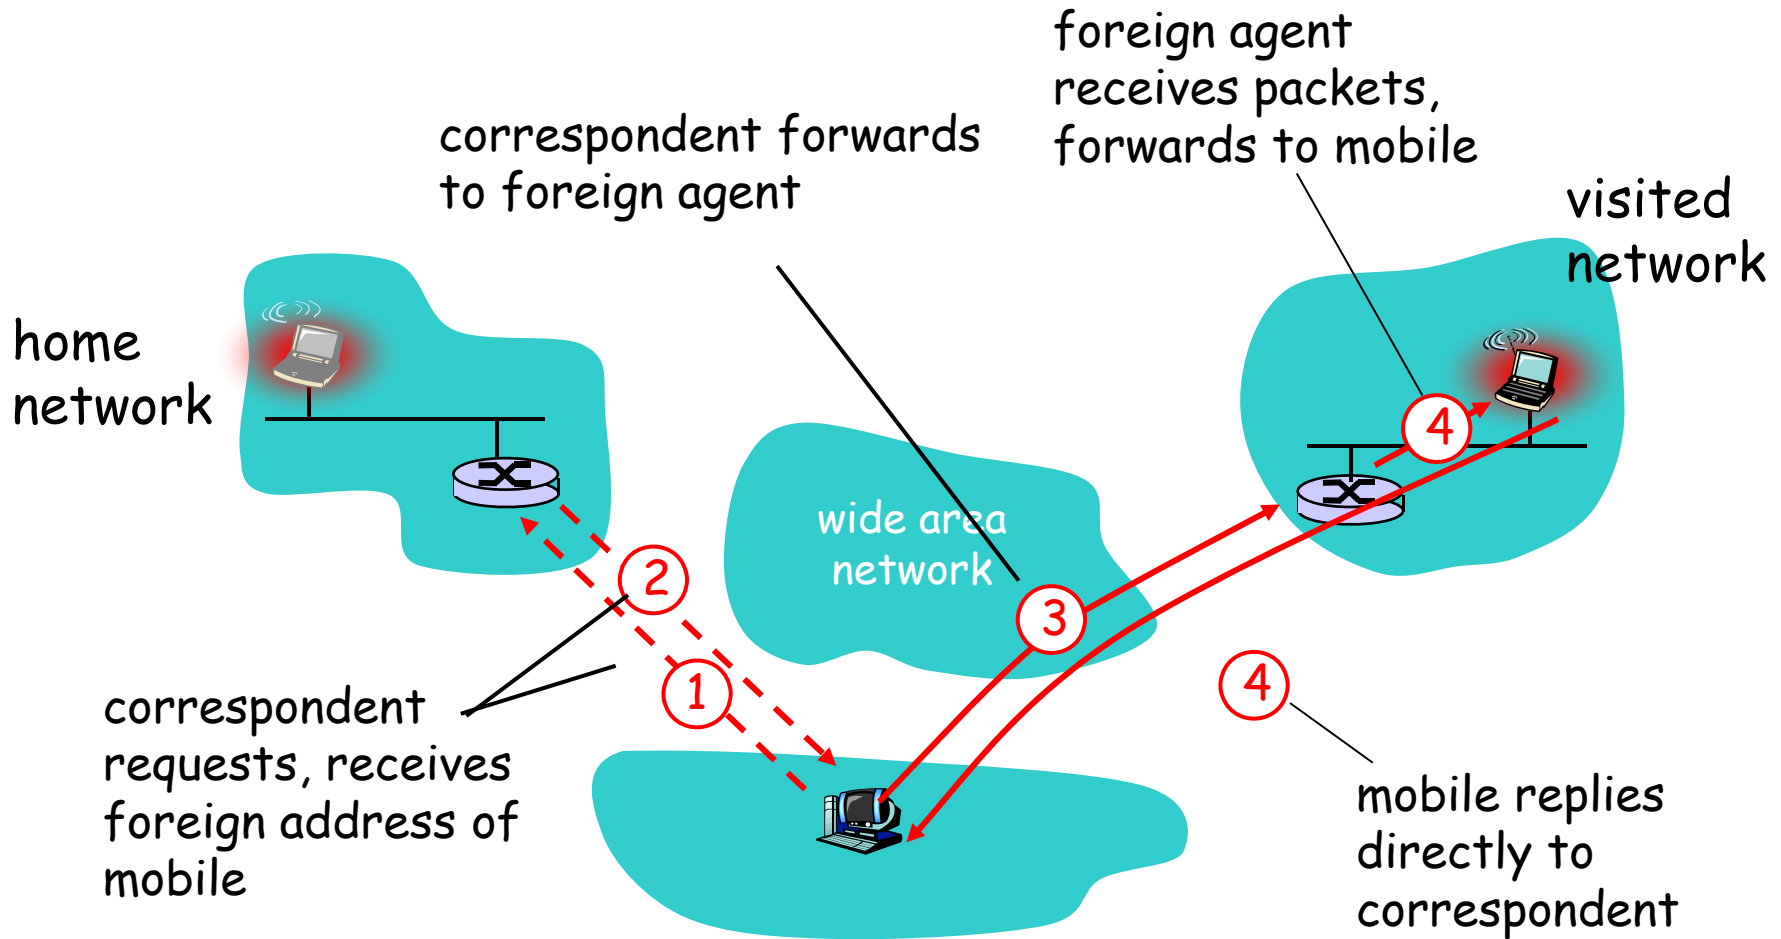 foreign agent
receives packets,
forwards to mobile
correspondent forwards
to foreign agent
visited
network
home
network
4
wide area
network
2
3
1
4
correspondent
requests, receives
foreign address of
mobile
mobile replies
directly to
correspondent